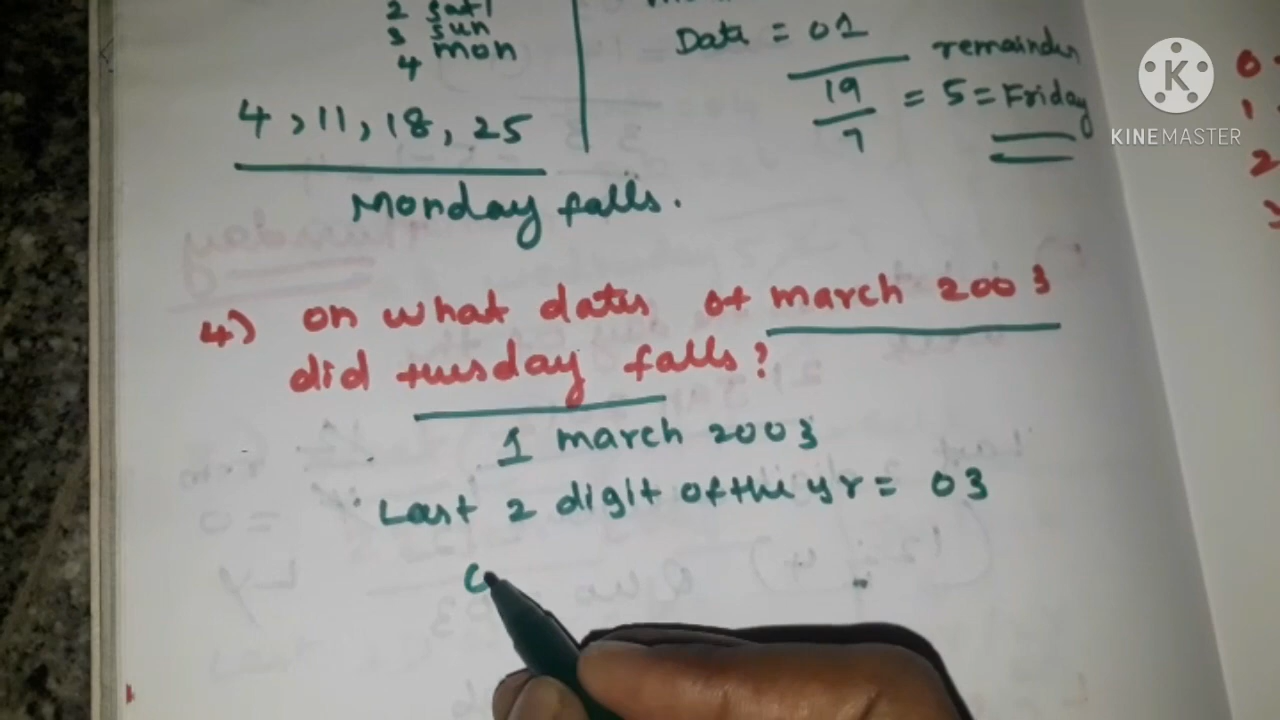 2 sat
3 sun
4 mon
4, 11, 18, 25
Monday falls.
Date = 01
19/7 = 5 = Friday
remainder
KINEMASTER
0
1
2
4) on what dates of march 2003
did tuesday falls?
1 march 2003
Last 2 digit of the yr = 03